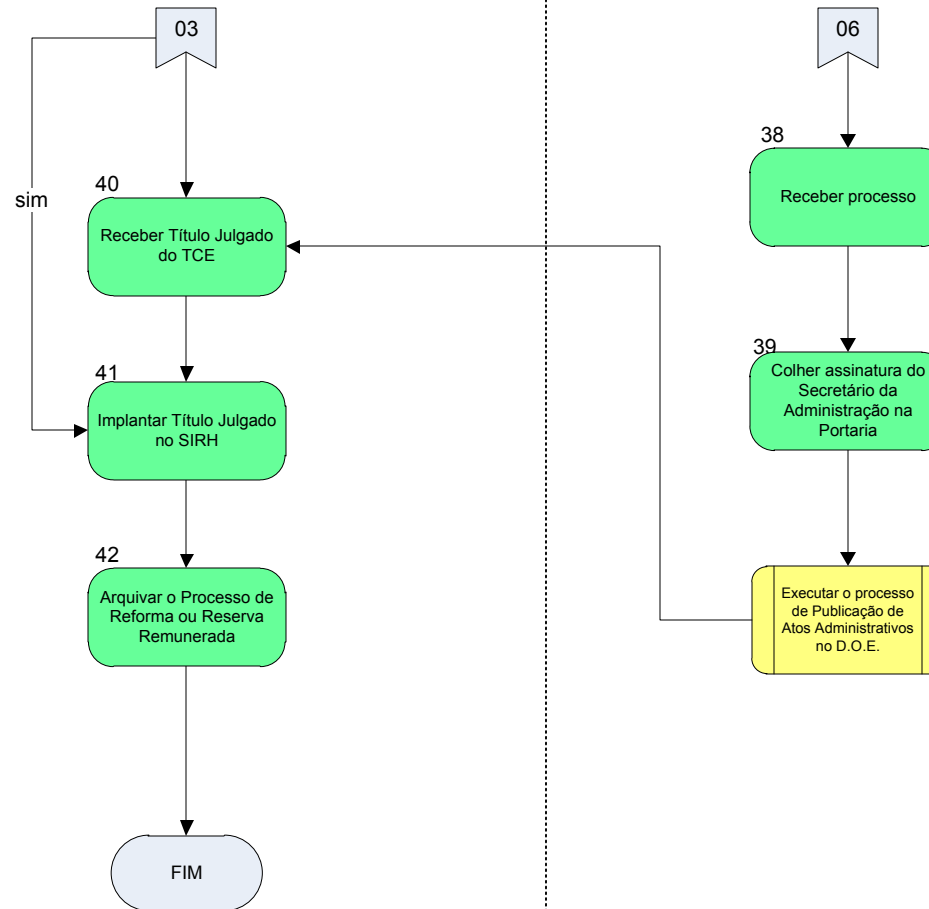 03
sim
40
Receber Título Julgado
do TCE
41
Implantar Título Julgado
no SIRH
42
Arquivar o Processo de
Reforma ou Reserva
Remunerada
FIM
06
38
Receber processo
39
Colher assinatura do
Secretário da
Administração na
Portaria
Executar o processo
de Publicação de
Atos Administrativos
no D.O.E.